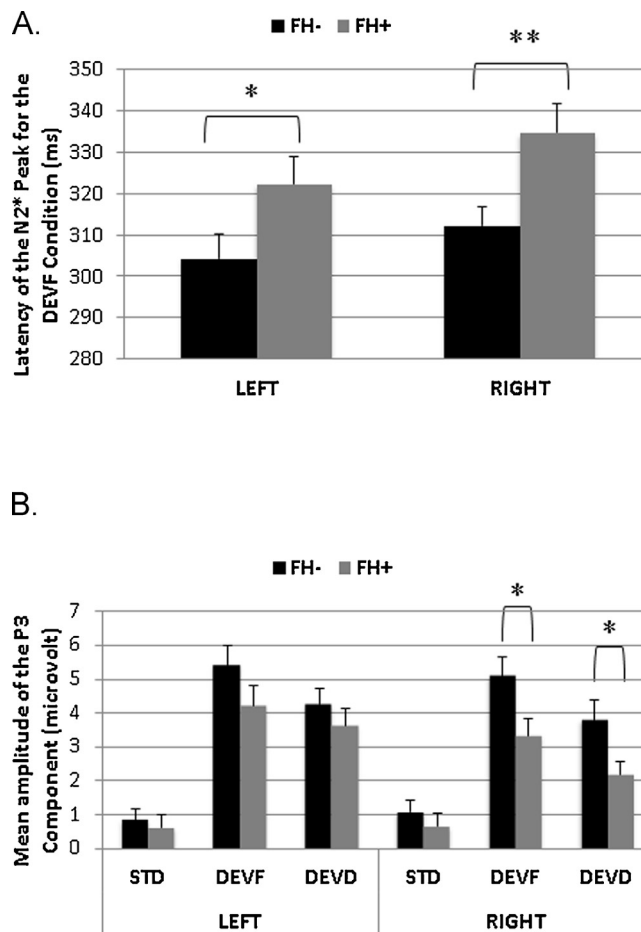 A.
FH- FH+
* **
Latency of the N2* Peak for the
DEVF Condition (ms)
350
340
330
320
310
300
290
280
LEFT RIGHT
B.
FH- FH+
* *
Mean amplitude of the P3
Component (microvolt)
7
6
5
4
3
2
1
0
STD DEVF DEVD STD DEVF DEVD
LEFT RIGHT